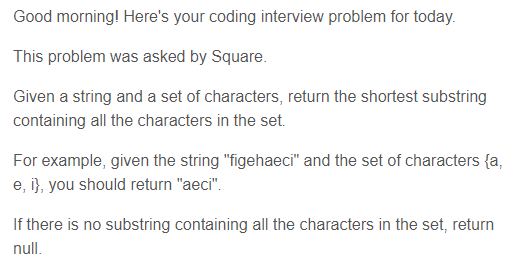 Good morning! Here's your coding interview problem for today.
This problem was asked by Square.
Given a string and a set of characters, return the shortest substring
containing all the characters in the set.
For example, given the string "figehaeci" and the set of characters {a,
e, i}, you should return "aeci".
If there is no substring containing all the characters in the set, return
null.